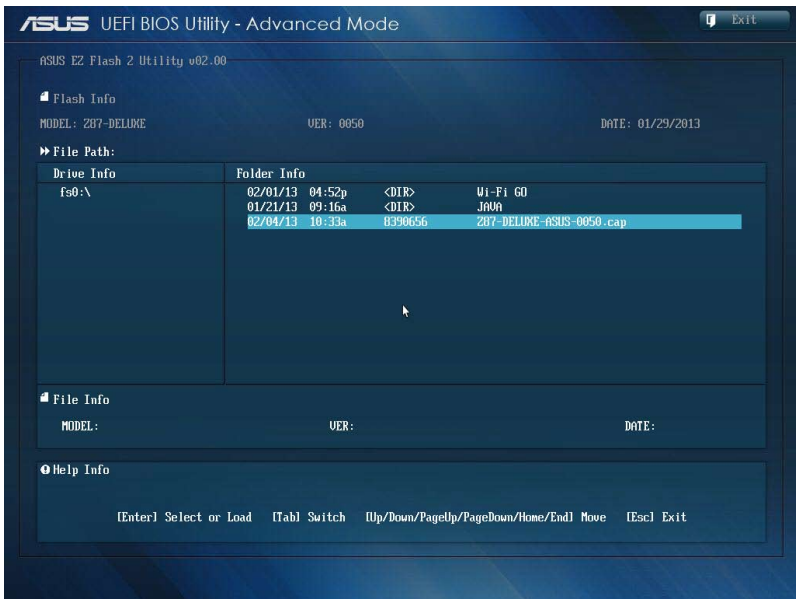 ASUS UEFI BIOS Utility - Advanced Mode Exit
ASUS EZ Flash 2 Utility v02.00
Flash Info
MODEL: Z87-DELUXE VER: 0050 DATE: 01/29/2013
File Path:
Drive Info Folder Info
fs0:\ 02/01/13 04:52p <DIR> Wi-Fi GO
01/21/13 09:16a <DIR> JAVA
02/04/13 10:33a 8390656 Z87-DELUXE-ASUS-0050.cap
File Info
MODEL: VER: DATE:
Help Info
[Enter] Select or Load [Tab] Switch [Up/Down/PageUp/PageDown/Home/End] Move [Esc] Exit